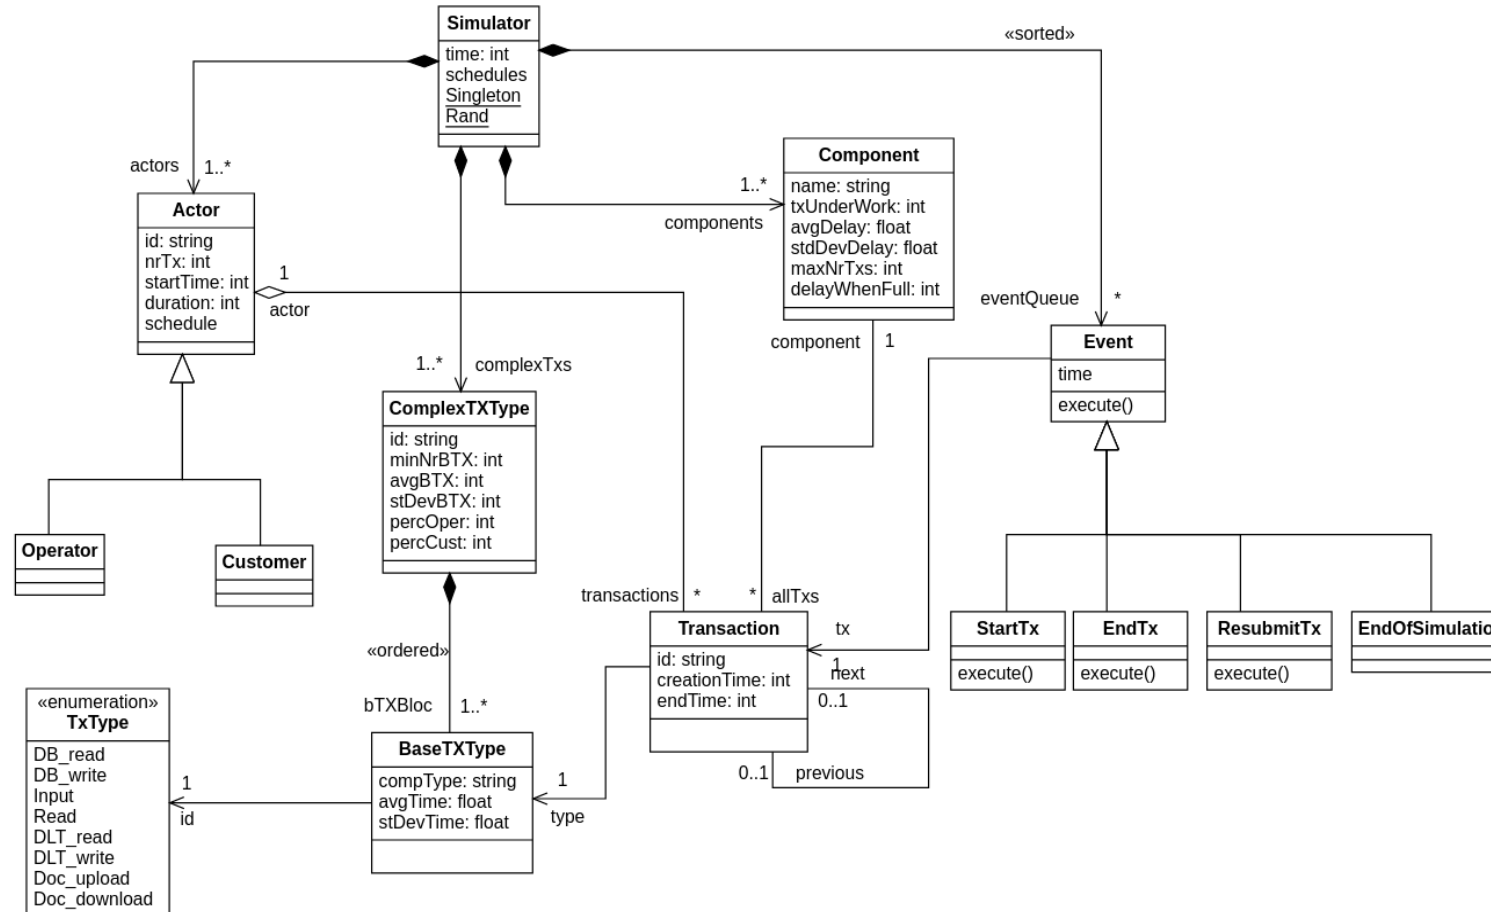 Simulator
time: int
schedules
Singleton
Rand
«sorted»
actors
1..*
Actor
id: string
nrTx: int
startTime: int
duration: int
schedule
1
actor
1..*
components
Component
name: string
txUnderWork: int
avgDelay: float
stdDevDelay: float
maxNrTxs: int
delayWhenFull: int
component
1
eventQueue
*
Event
time
execute()
1..*
complexTxs
ComplexTXType
id: string
minNrBTX: int
avgBTX: int
stDevBTX: int
percOper: int
percCust: int
Operator
Customer
transactions
*
*
allTxs
Transaction
id: string
creationTime: int
endTime: int
tx
1
next
0..1
0..1
previous
StartTx
execute()
EndTx
execute()
ResubmitTx
execute()
EndOfSimulatio
«ordered»
bTXBloc
1..*
BaseTXType
compType: string
avgTime: float
stDevTime: float
1
type
1
id
«enumeration»
TxType
DB_read
DB_write
Input
Read
DLT_read
DLT_write
Doc_upload
Doc_download